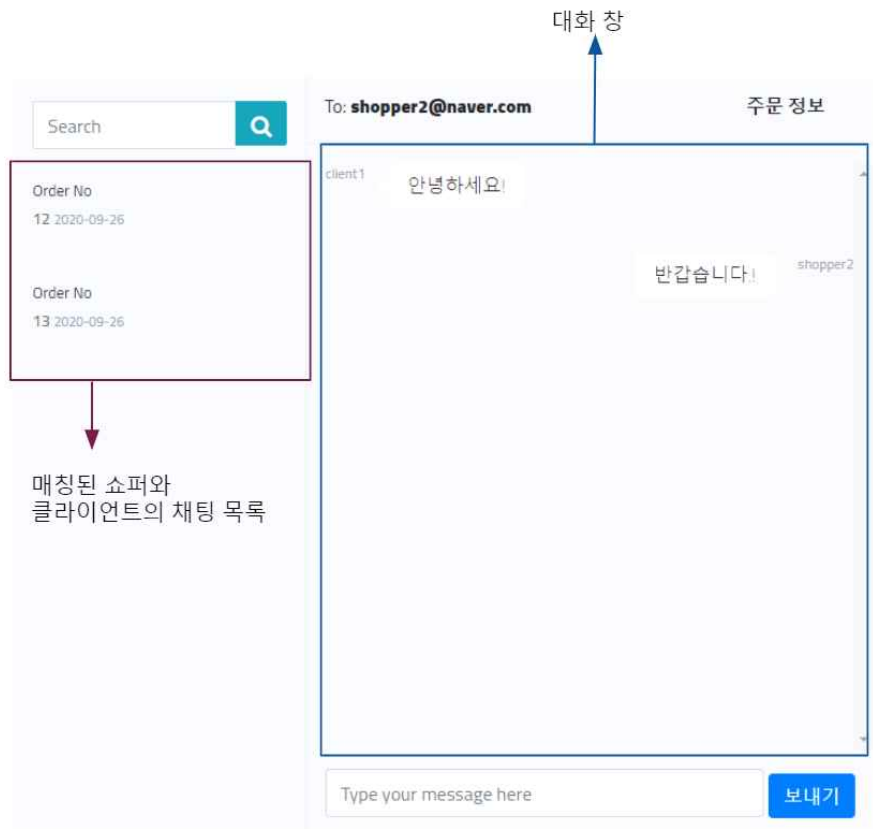 대화 창
Search
To: shopper2@naver.com
주문 정보
Order No
12 2020-09-26
Order No
13 2020-09-26
매칭된 쇼퍼와
클라이언트의 채팅 목록
client1
안녕하세요!
반갑습니다!
shopper2
Type your message here
보내기